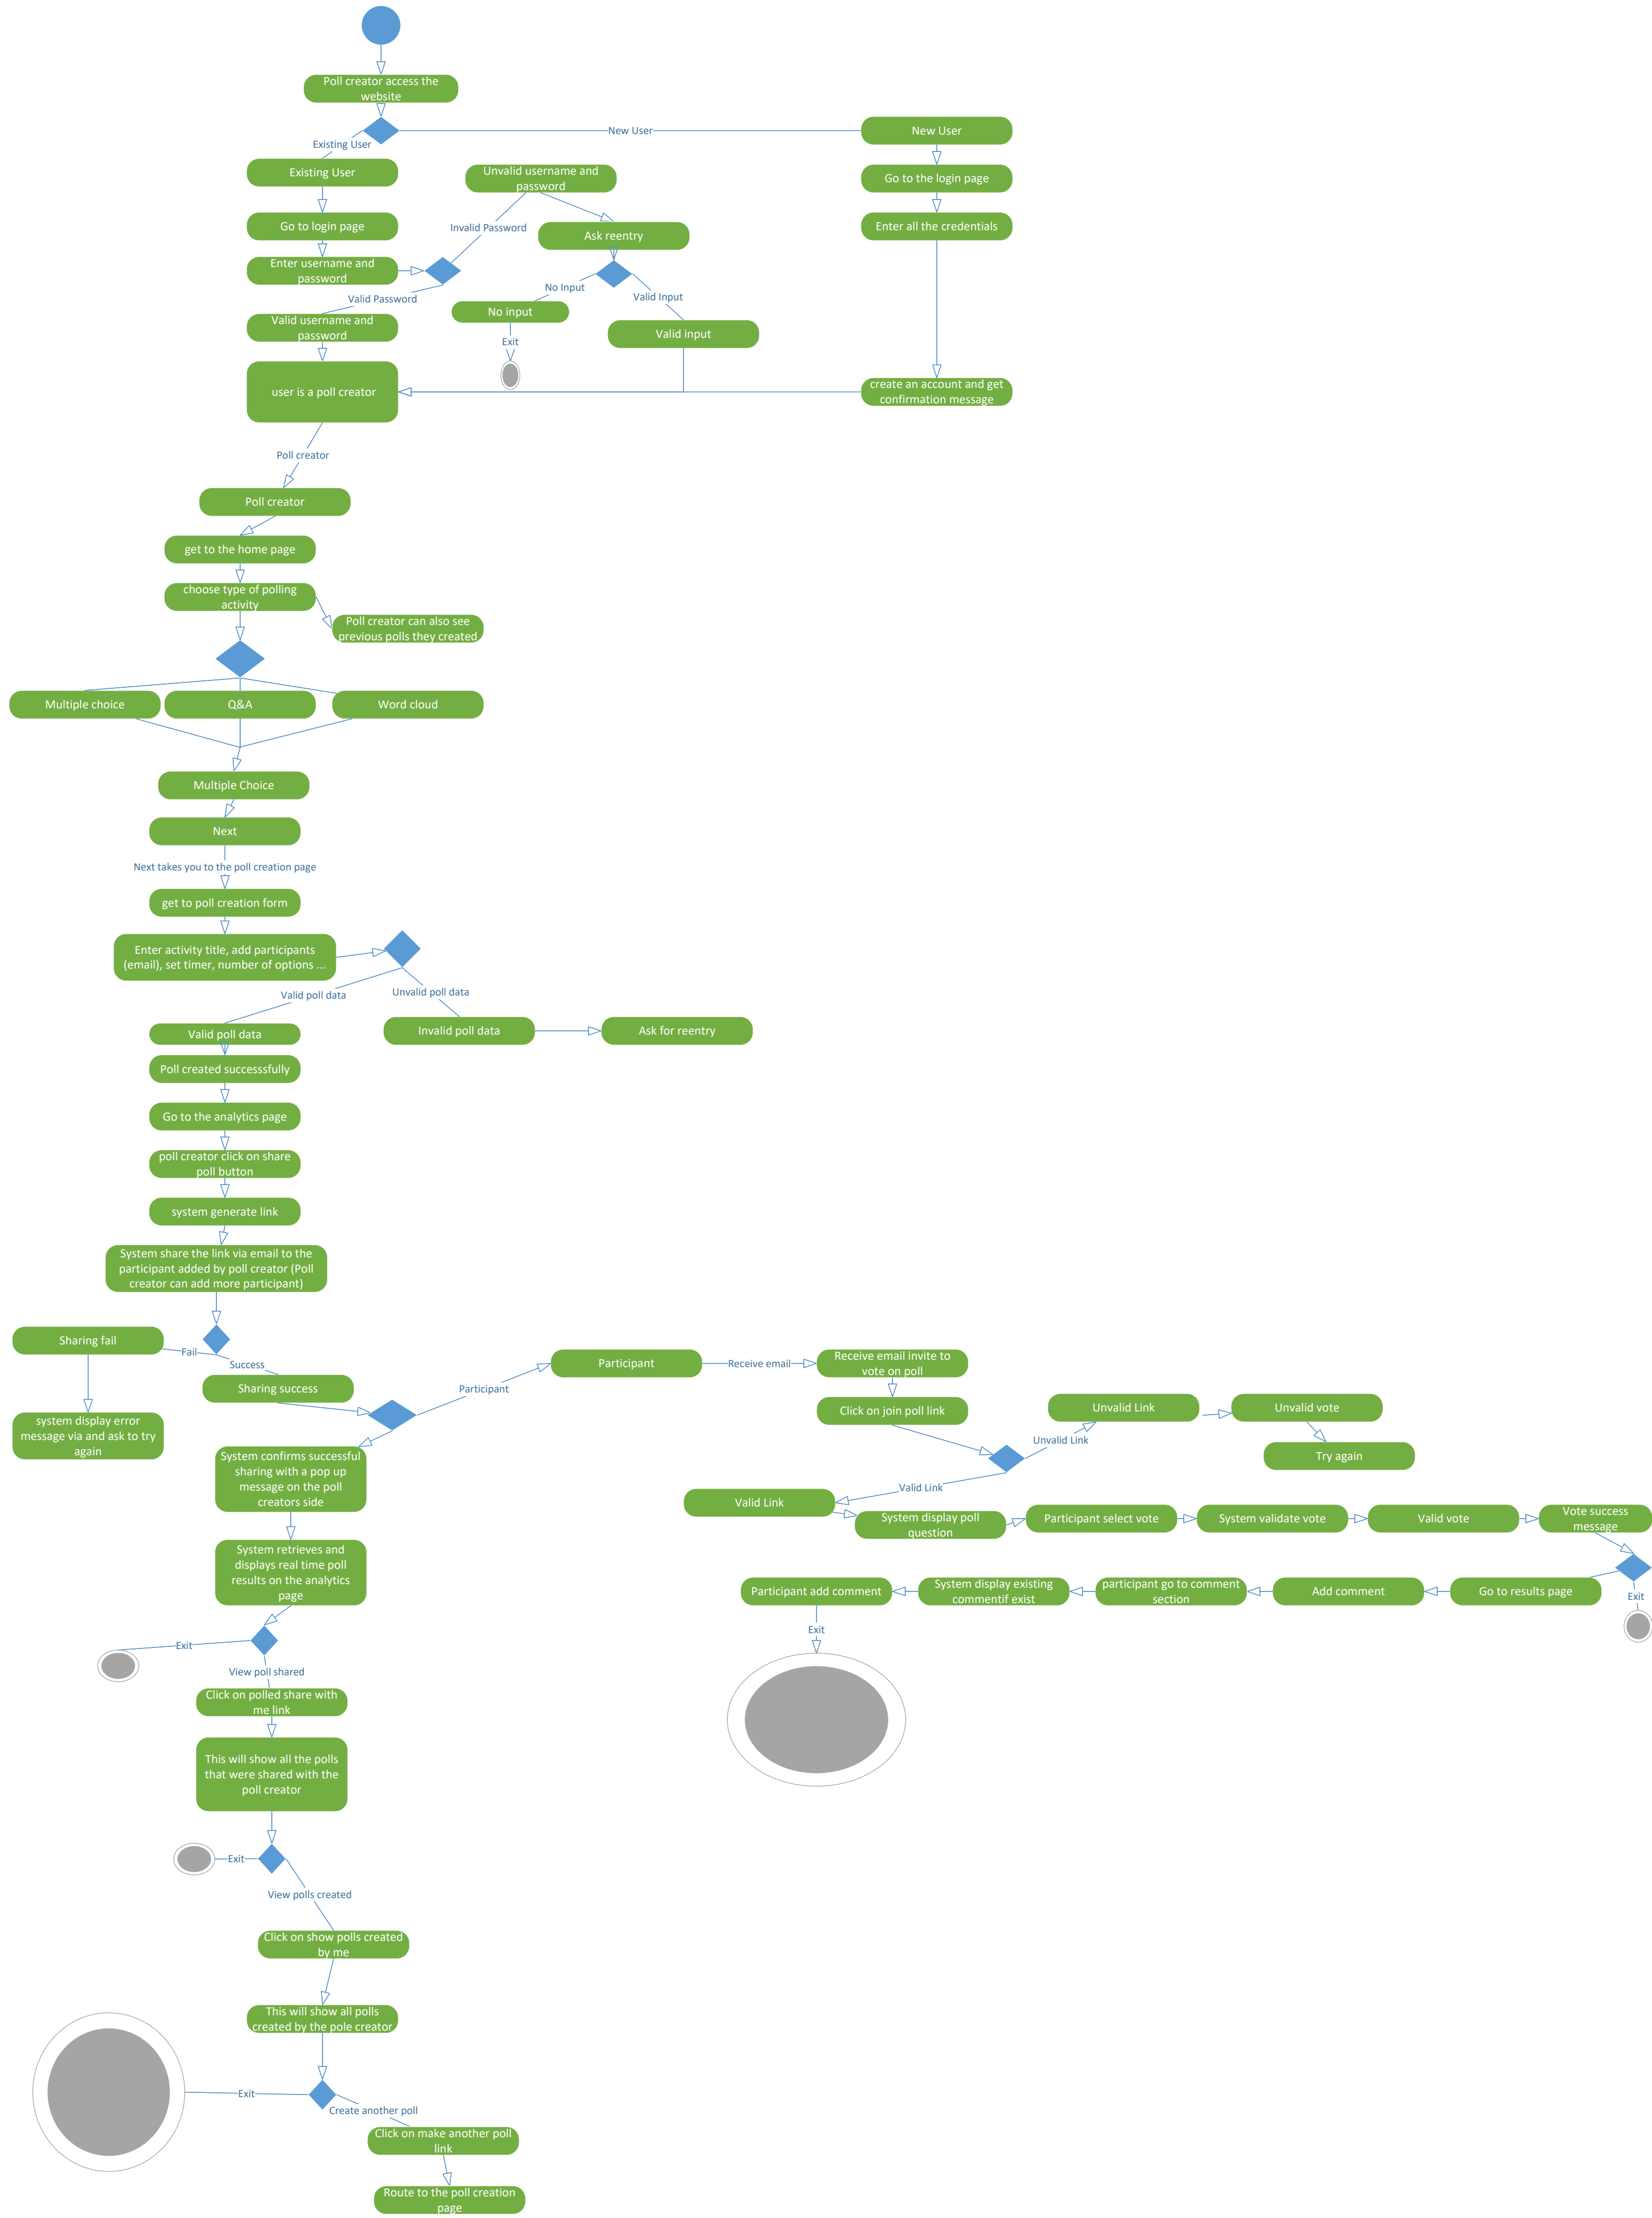 Poll creator access the
website
New User
New User
Existing User
Existing User
Unvalid username and
password
Go to the login page
Go to login page
Invalid Password
Ask reentry
Enter all the credentials
Enter username and
password
No Input
Valid Input
Valid Password
No input
Valid username and
password
Valid input
Exit
user is a poll creator
create an account and get
confirmation message
Poll creator
Poll creator
get to the home page
choose type of polling
activity
Poll creator can also see
previous polls they created
Multiple choice
Q&A
Word cloud
Multiple Choice
Next
Next takes you to the poll creation page
get to poll creation form
Enter activity title, add participants
(email), set timer, number of options ...
Valid poll data
Unvalid poll data
Valid poll data
Invalid poll data
Ask for reentry
Poll created successsfully
Go to the analytics page
poll creator click on share
poll button
system generate link
System share the link via email to the
participant added by poll creator (Poll
creator can add more participant)
Sharing fail
Fail
Success
Sharing success
Participant
Participant
Receive email
Receive email invite to
vote on poll
Click on join poll link
Unvalid Link
Unvalid vote
system display error
message via and ask to try
again
Unvalid Link
Try again
System confirms successful
sharing with a pop up
message on the poll
creators side
Valid Link
Valid Link
System display poll
question
Participant select vote
System validate vote
Valid vote
Vote success
message
System retrieves and
displays real time poll
results on the analytics
page
Participant add comment
System display existing
commentif exist
participant go to comment
section
Add comment
Go to results page
Exit
Exit
Exit
View poll shared
Click on polled share with
me link
This will show all the polls
that were shared with the
poll creator
Exit
View polls created
Click on show polls created
by me
This will show all polls
created by the pole creator
Exit
Create another poll
Click on make another poll
link
Route to the poll creation
page